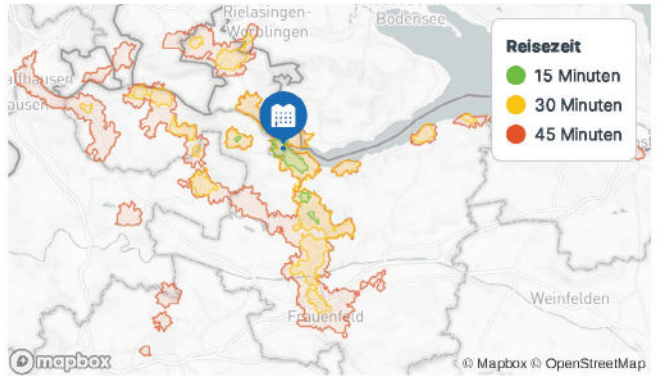 Rielasingen-
Worblingen
Bodensee
Reisezeit
15 Minuten
30 Minuten
45 Minuten
Weinfelden
Frauenfeld
mapbox
© Mapbox © OpenStreetMap